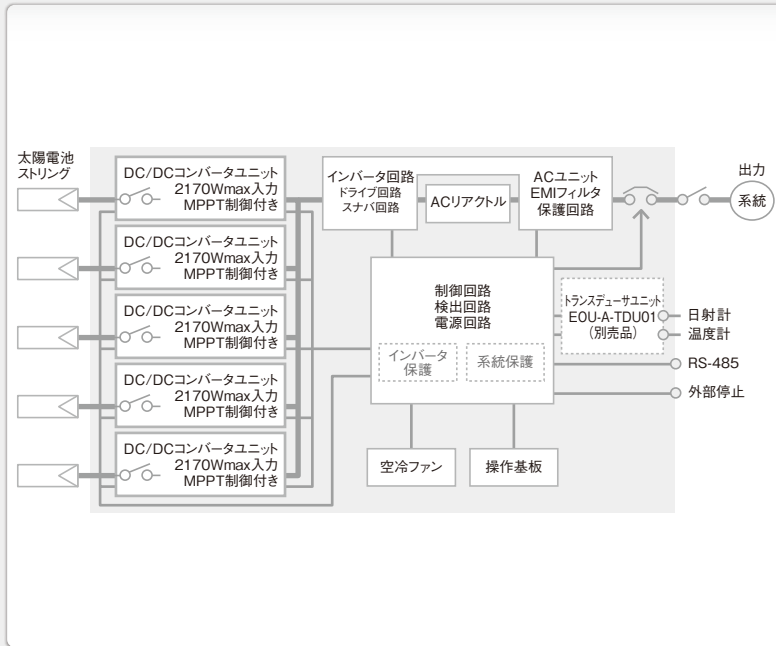 太陽電池
ストリング
DC/DCコンバータユニット
2170Wmax入力
MPPT制御付き
DC/DCコンバータユニット
2170Wmax入力
MPPT制御付き
DC/DCコンバータユニット
2170Wmax入力
MPPT制御付き
DC/DCコンバータユニット
2170Wmax入力
MPPT制御付き
DC/DCコンバータユニット
2170Wmax入力
MPPT制御付き
インバータ回路
ドライブ回路
スナバ回路
ACリアクトル
ACユニット
EMIフィルタ
保護回路
出力
系統
制御回路
検出回路
電源回路
インバータ
保護
系統保護
トランスデューサユニット
EOU-A-TDU01
(別売品)
日射計
温度計
RS-485
外部停止
空冷ファン
操作基板